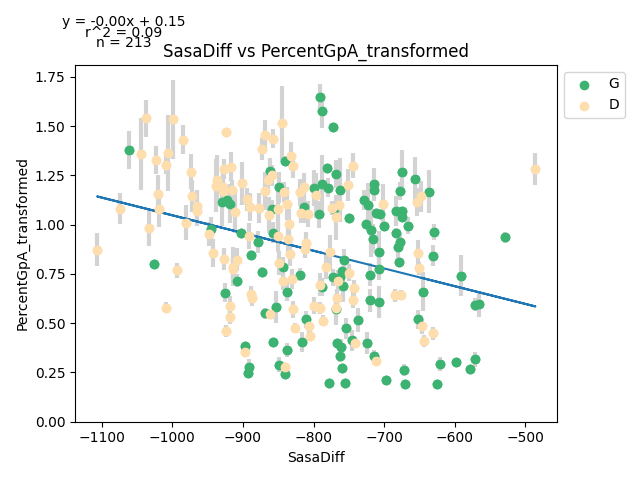 y = -0.00x + 0.15
r^2 = 0.09
n = 213
SasaDiff vs PercentGpA_transformed
G
D
PercentGpA_transformed
1.75
1.50
1.25
1.00
0.75
0.50
0.25
0.00
−1100 −1000 −900 −800 −700 −600 −500
SasaDiff